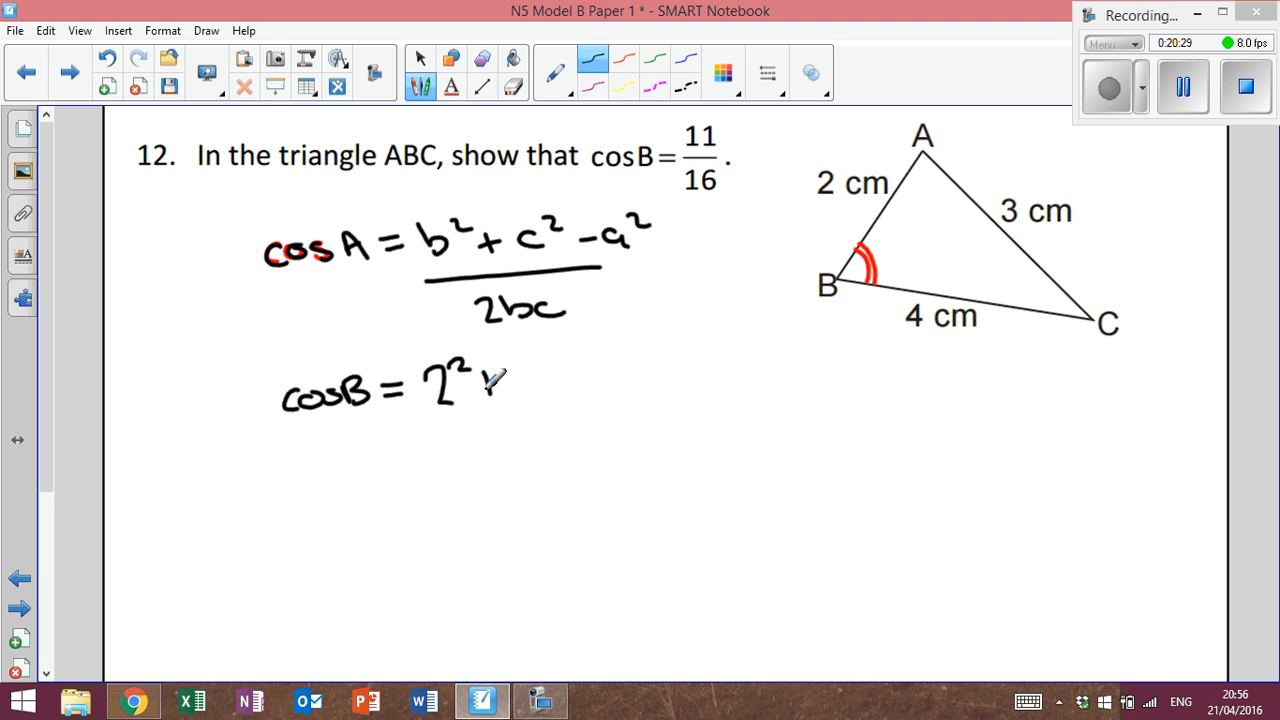 N5 Model B Paper 1 * - SMART Notebook
File Edit View Insert Format Draw Help
Recording...
Menu 0:20:29 8.0 fps
12. In the triangle ABC, show that cosB = 11/16 .
cosA = b² + c² - a²
2bc
cosB = 2²
A
2 cm
3 cm
B
4 cm
C
ENG
20:56
21/04/2016